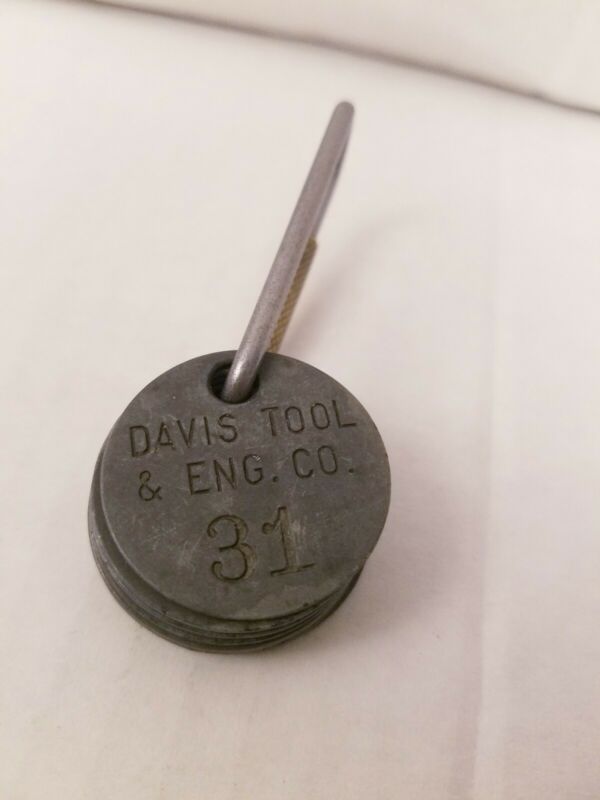 DAVIS TOOL
& ENG. CO.
31